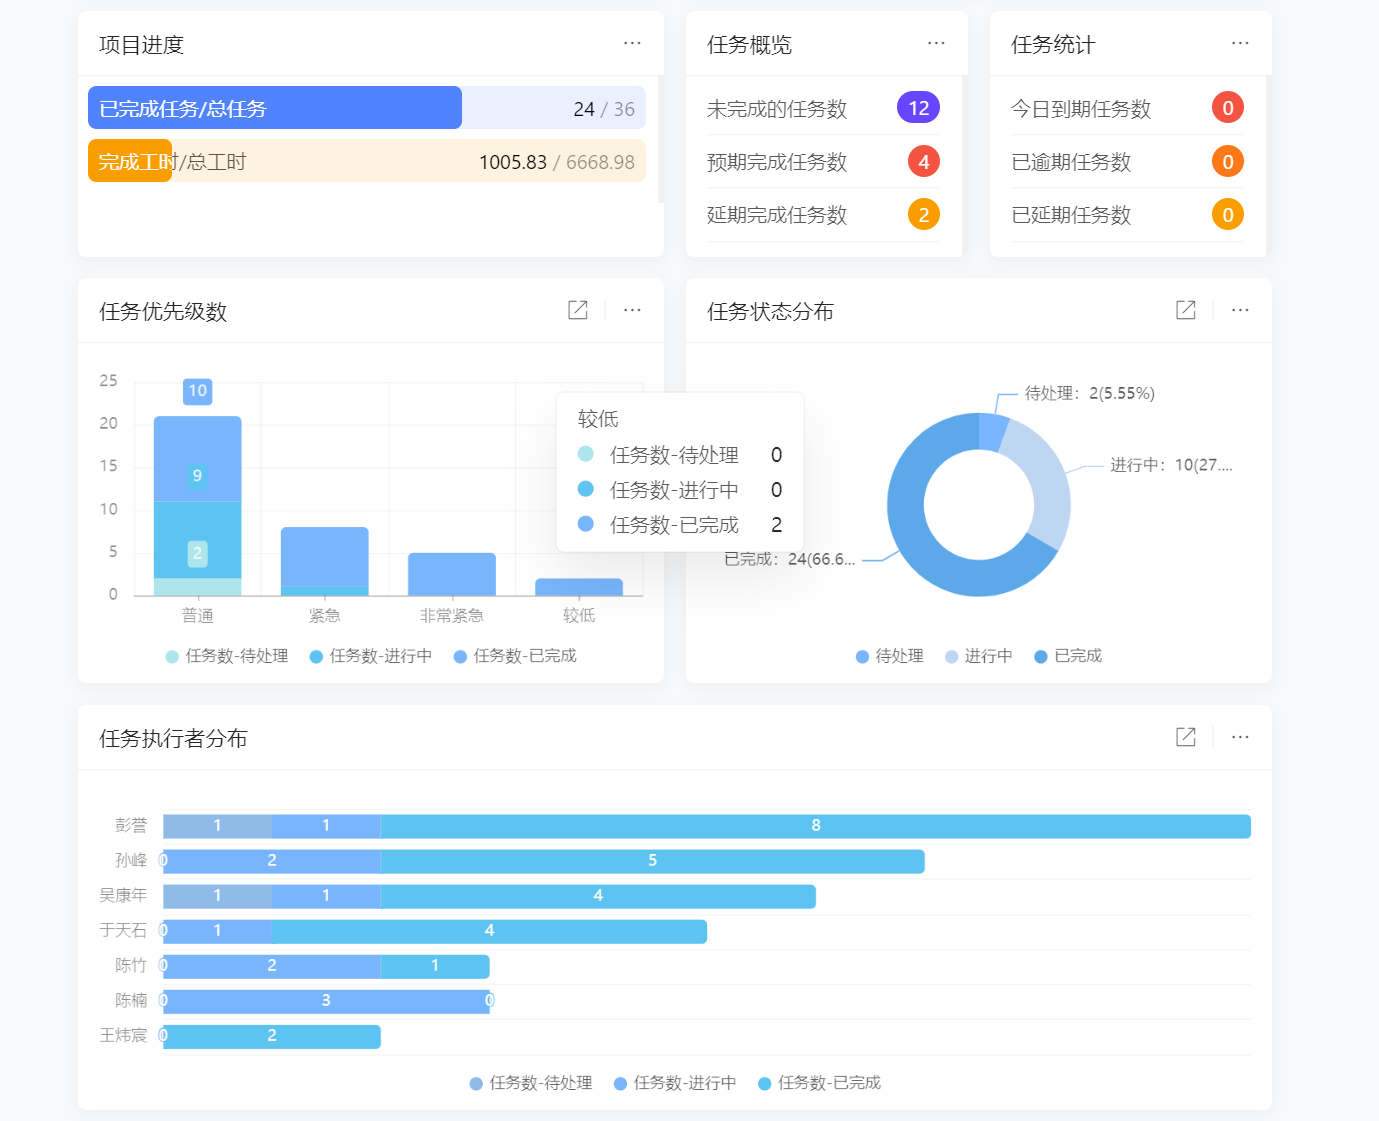 项目进度
已完成任务/总任务 24 / 36
完成工时/总工时 1005.83 / 6668.98
任务概览
未完成的任务数 12
预期完成任务数 4
延期完成任务数 2
任务统计
今日到期任务数 0
已逾期任务数 0
已延期任务数 0
任务优先级数
25
20
15
10
5
0
10
9
2
普通 紧急 非常紧急 较低
任务数-待处理 任务数-进行中 任务数-已完成
较低
任务数-待处理 0
任务数-进行中 0
任务数-已完成 2
任务状态分布
待处理：2(5.55%)
进行中：10(27....
已完成：24(66.6...
待处理 进行中 已完成
任务执行者分布
彭誉 1 1 8
孙峰 0 2 5
吴康年 1 1 4
于天石 0 1 4
陈竹 0 2 1
陈楠 0 3 0
王炜宸 0 2
任务数-待处理 任务数-进行中 任务数-已完成